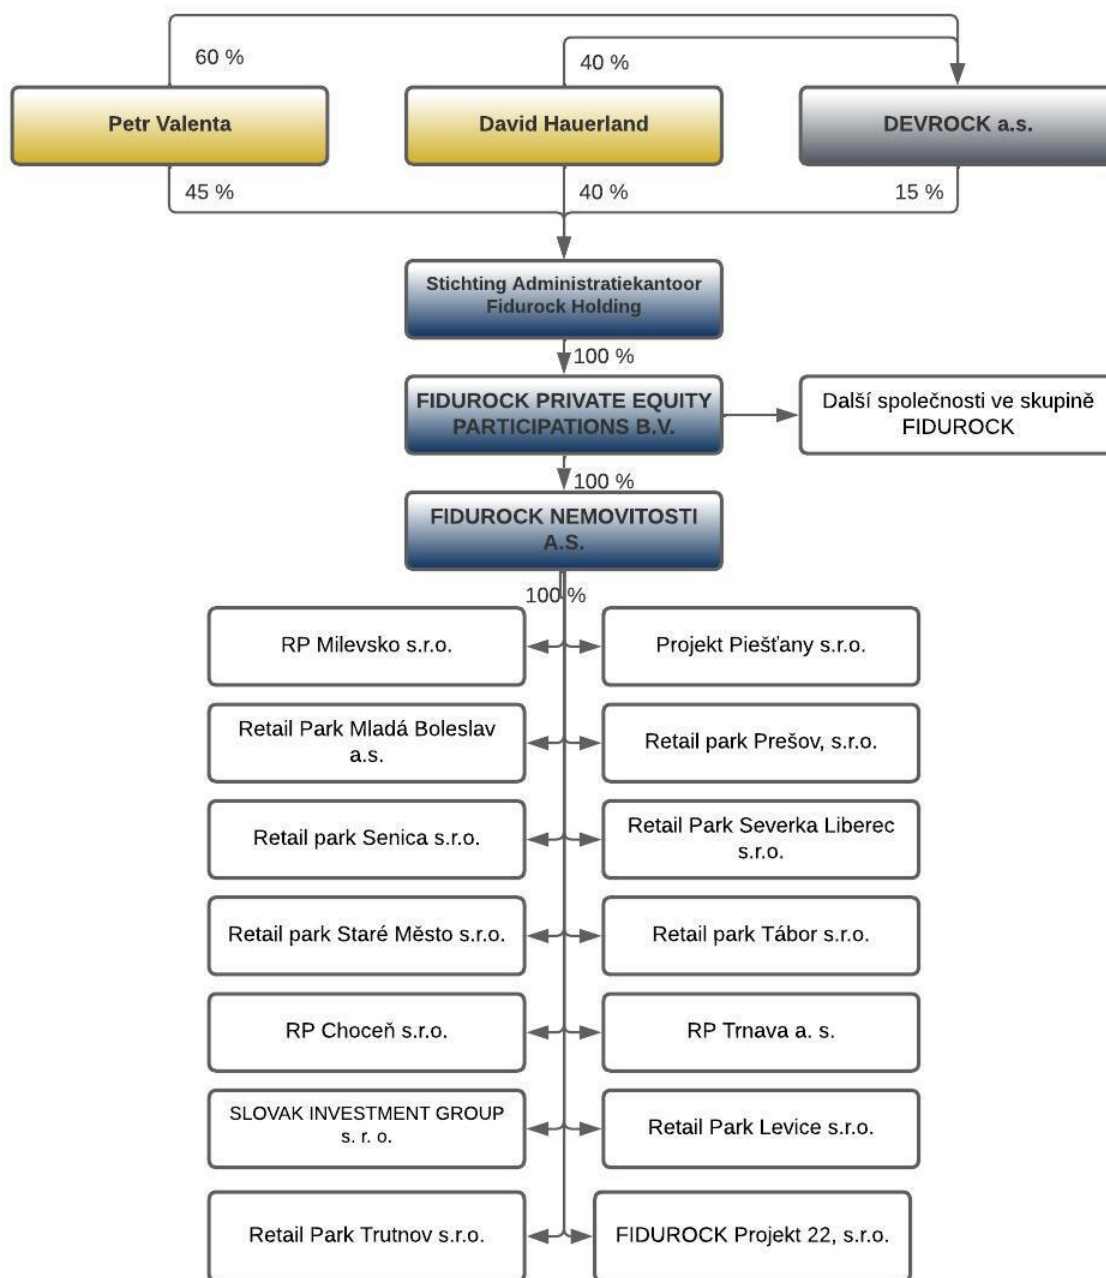 60 %
40 %
Petr Valenta
David Hauerland
DEVROCK a.s.
45 %
40 %
15 %
Stichting Administratiekantoor
Fidurock Holding
100 %
FIDUROCK PRIVATE EQUITY
PARTICIPATIONS B.V.
Další společnosti ve skupině
FIDUROCK
100 %
FIDUROCK NEMOVITOSTI
A.S.
100 %
RP Milevsko s.r.o.
Projekt Piešťany s.r.o.
Retail Park Mladá Boleslav
a.s.
Retail park Prešov, s.r.o.
Retail park Senica s.r.o.
Retail Park Severka Liberec
s.r.o.
Retail park Staré Město s.r.o.
Retail park Tábor s.r.o.
RP Choceň s.r.o.
RP Trnava a. s.
SLOVAK INVESTMENT GROUP
s. r. o.
Retail Park Levice s.r.o.
Retail Park Trutnov s.r.o.
FIDUROCK Projekt 22, s.r.o.